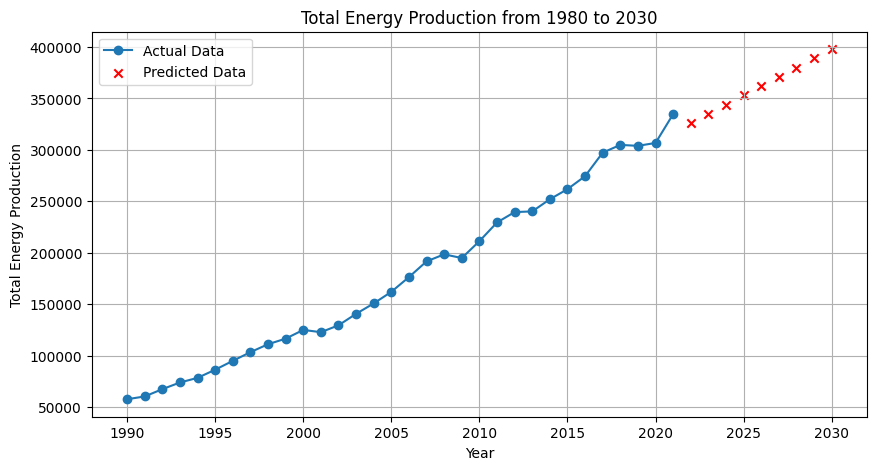 Total Energy Production from 1980 to 2030
Actual Data
Predicted Data
400000
350000
300000
250000
200000
150000
100000
50000
Total Energy Production
1990 1995 2000 2005 2010 2015 2020 2025 2030
Year